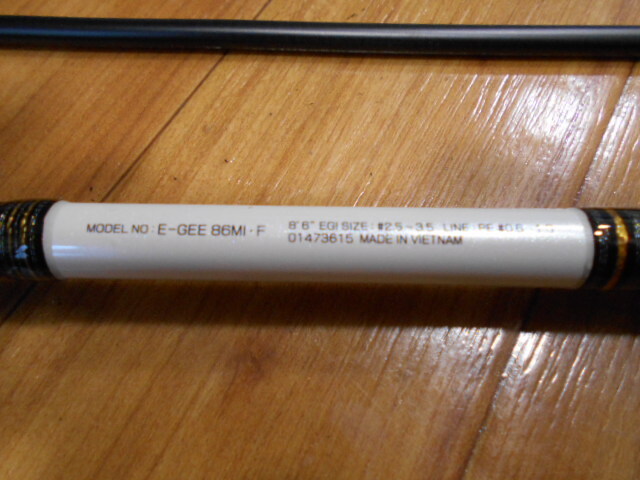 MODEL NO : E-GEE 86MI・F
8'6" EGI SIZE : #2.5~3.5 LINE : PE #0.6
01473615 MADE IN VIETNAM